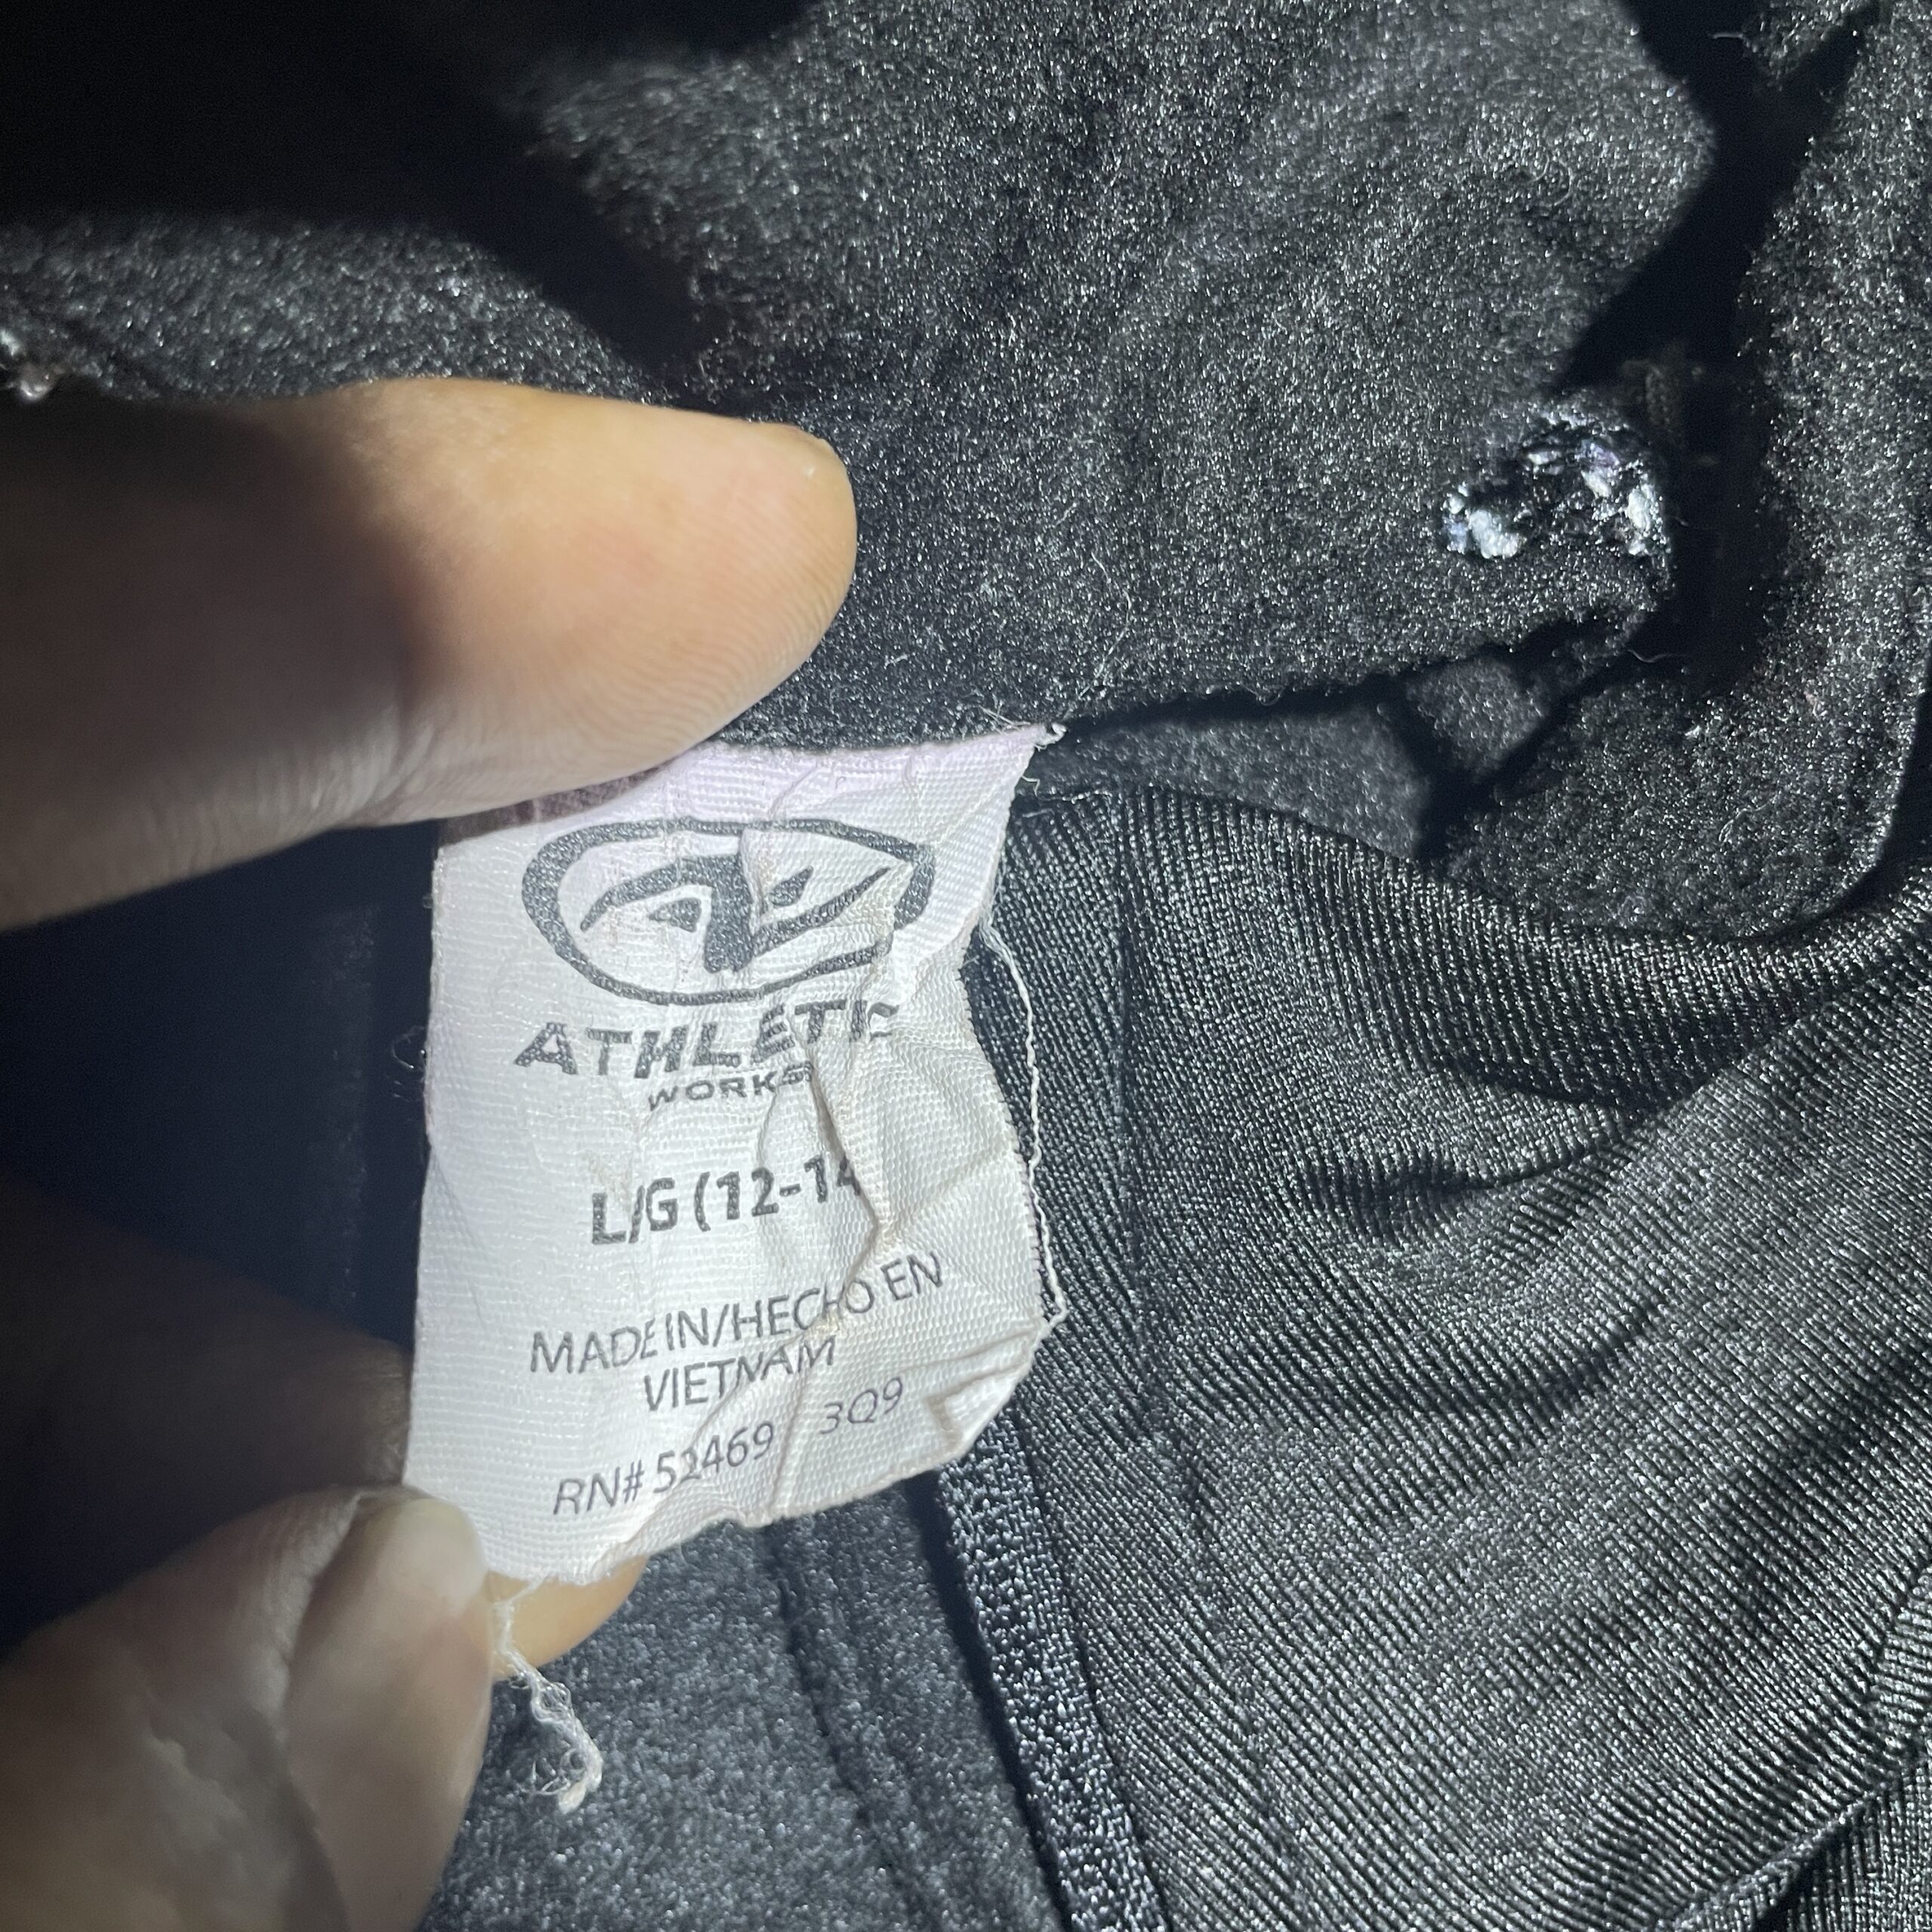 ATHLETIC
WORKS
L/G (12-14
MADE IN/HECHO EN
VIETNAM
RN# 52469 3Q9